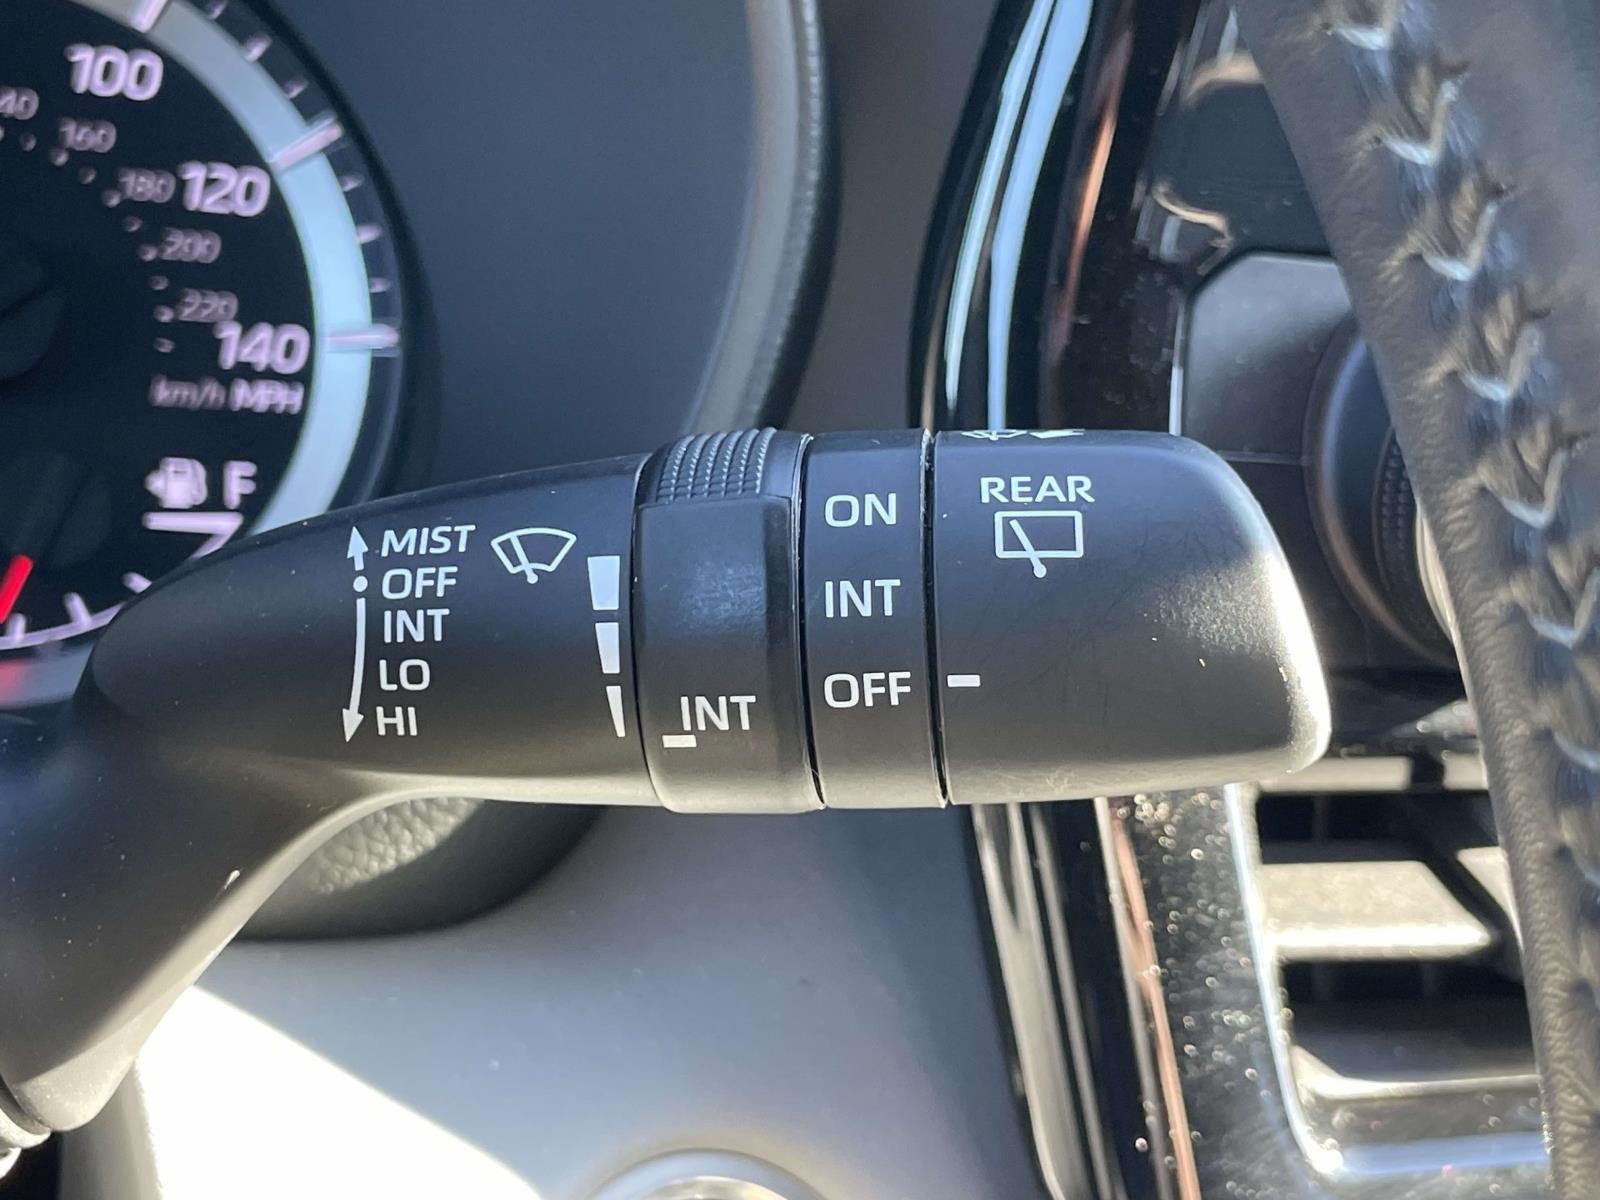 100
160
180
120
200
220
140
km/h MPH
F
MIST
OFF
INT
LO
HI
INT
ON
INT
OFF
REAR